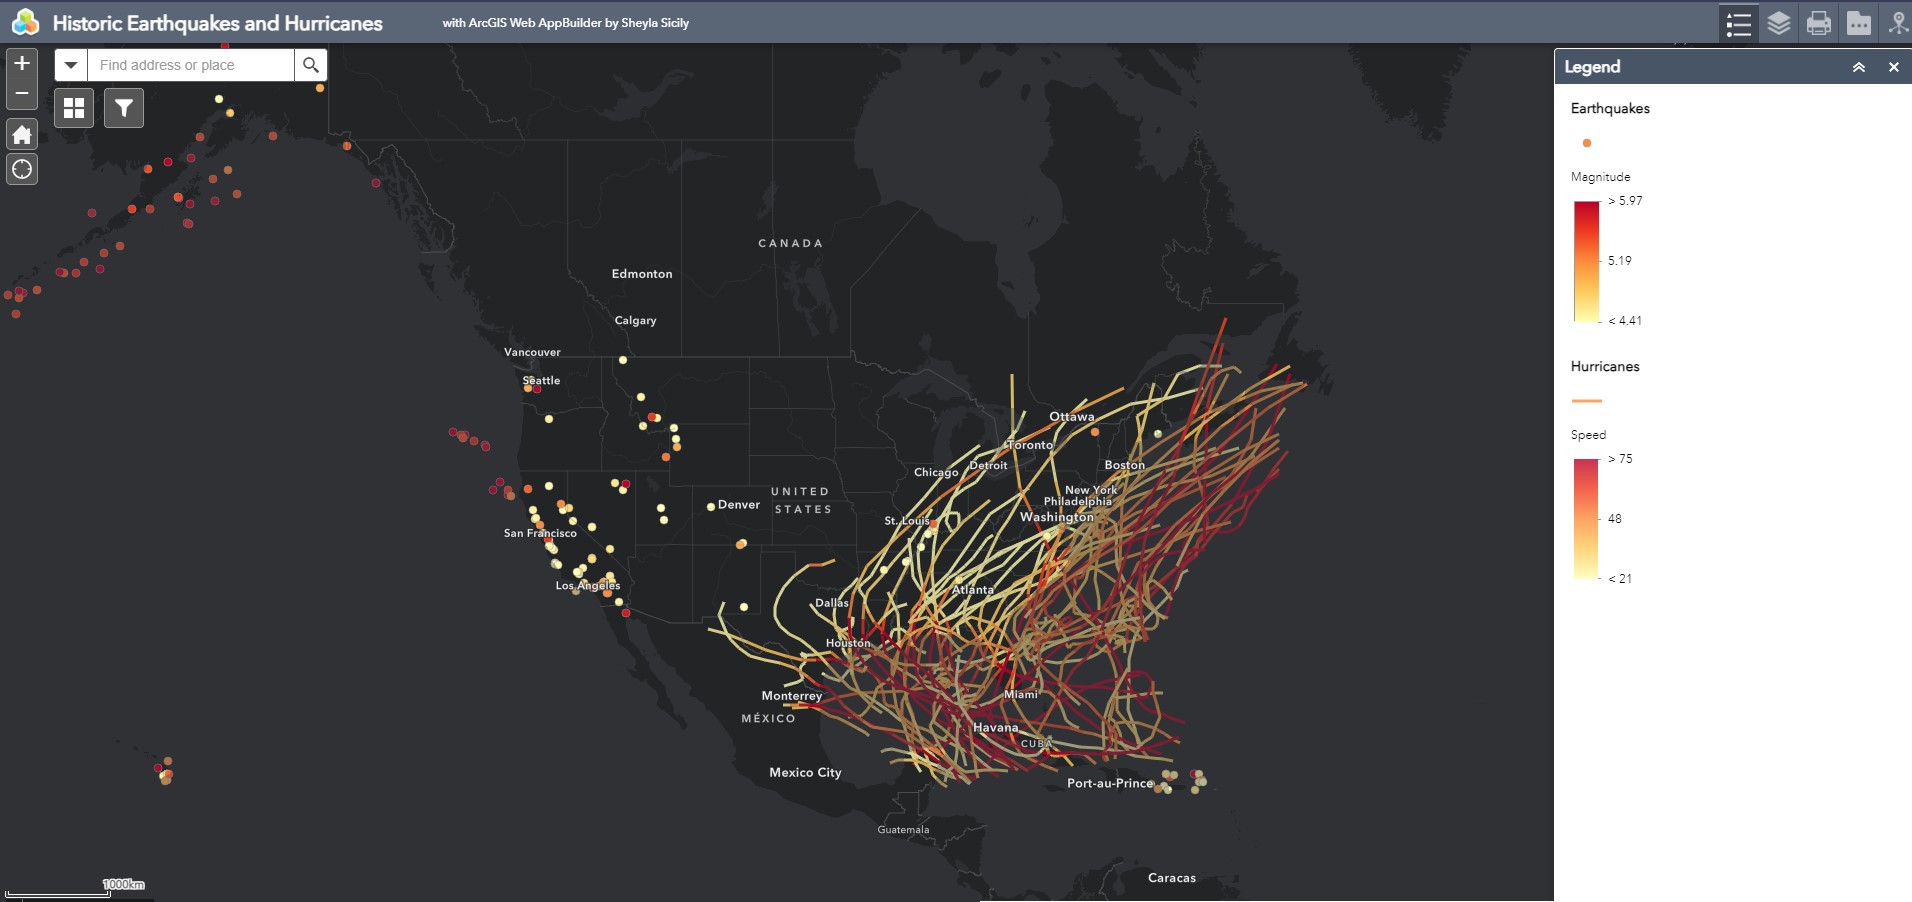 Historic Earthquakes and Hurricanes
with ArcGIS Web AppBuilder by Sheyla Sicily
Find address or place
Legend
Earthquakes
Magnitude
> 5.97
5.19
< 4.41
Hurricanes
Speed
> 75
48
< 21
CANADA
Edmonton
Calgary
Vancouver
Seattle
Ottawa
Toronto
Chicago
Detroit
Boston
UNITED
STATES
New York
Philadelphia
Denver
St. Louis
Washington
San Francisco
Los Angeles
Atlanta
Dallas
Houston
Monterrey
Miami
MÉXICO
Havana
CUBA
Mexico City
Port-au-Prince
Guatemala
Caracas
1000km